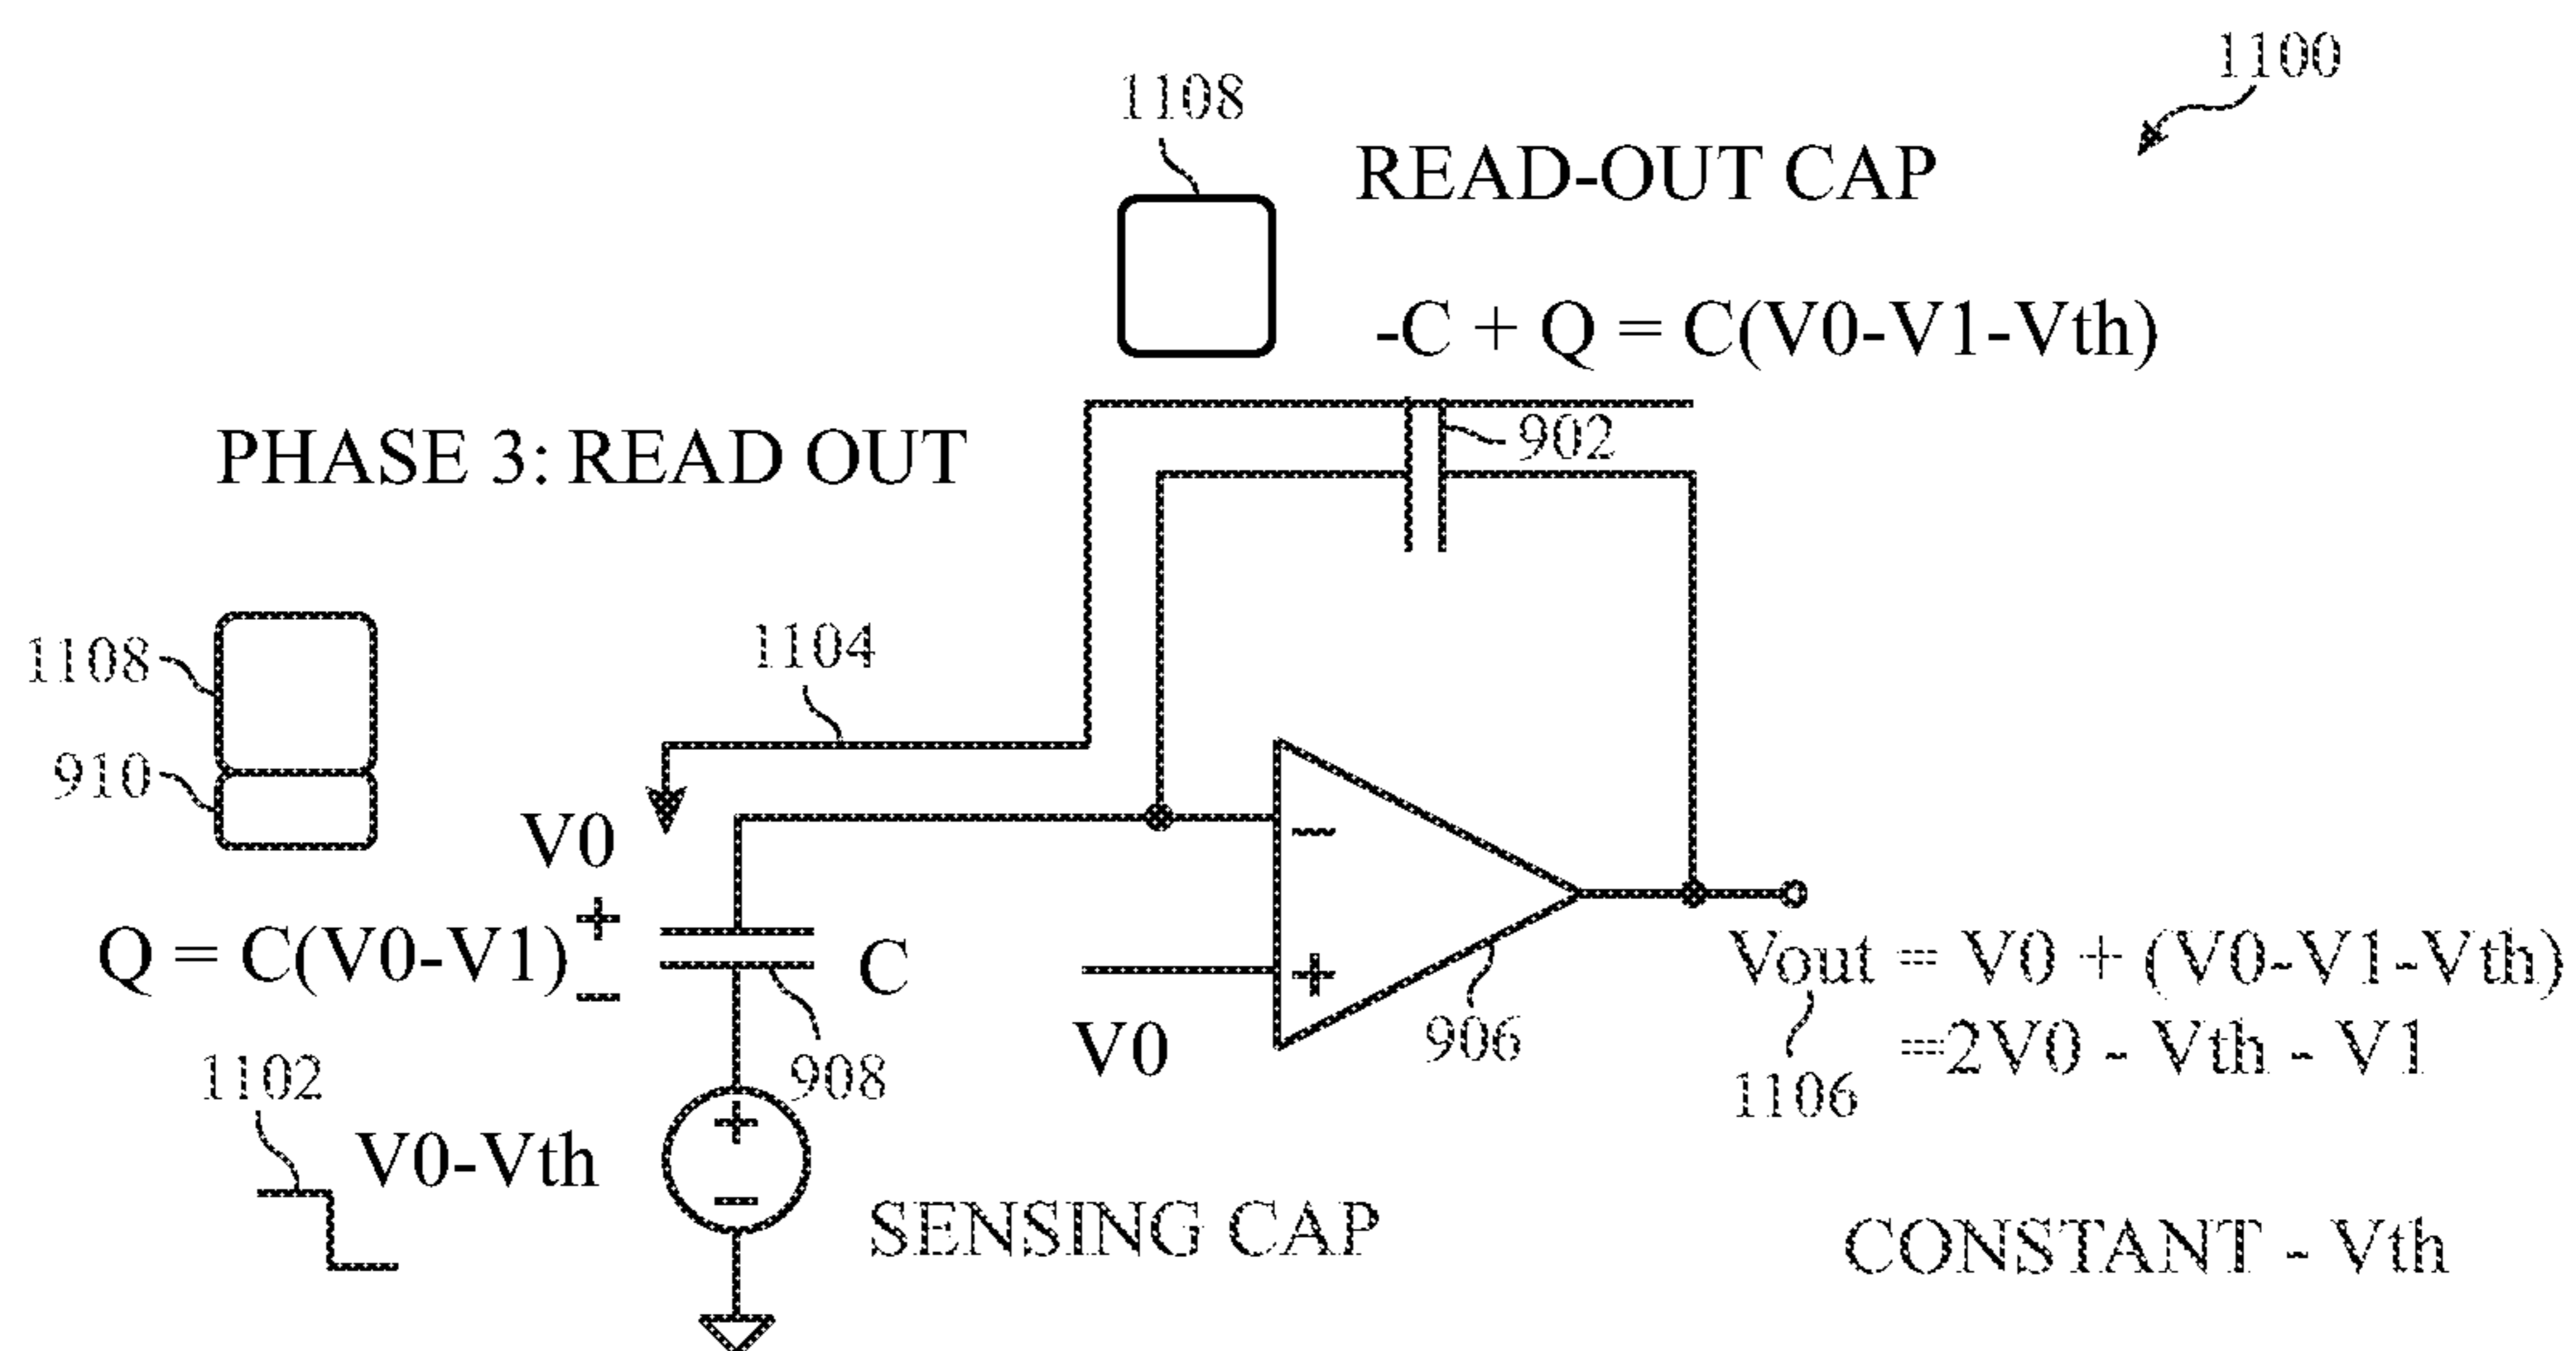 1100
1108
READ-OUT CAP
-C + Q = C(V0-V1-Vth)
902
PHASE 3: READ OUT
1108
1104
910
V0
+
−
Q = C(V0-V1)
−
C
+
Vout = V0 + (V0-V1-Vth)
=2V0 - Vth - V1
V0
906
908
1106
1102
V0-Vth
+
−
SENSING CAP
CONSTANT - Vth